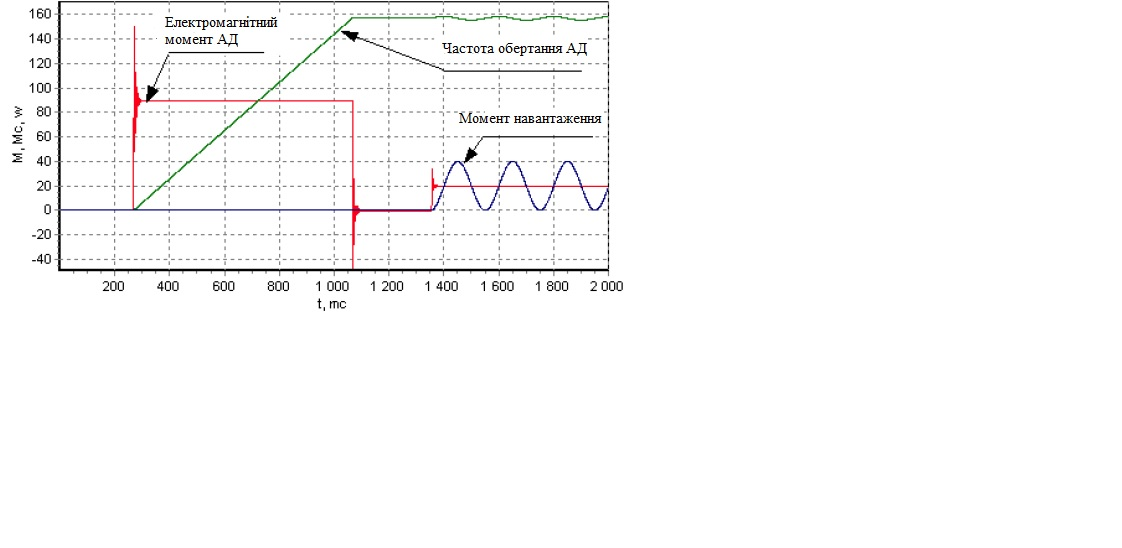 160
140
120
100
80
60
40
20
0
-20
-40
M, Mc, w
Електромагнітний
момент АД
Частота обертання АД
Момент навантаження
200 400 600 800 1 000 1 200 1 400 1 600 1 800 2 000
t, mc